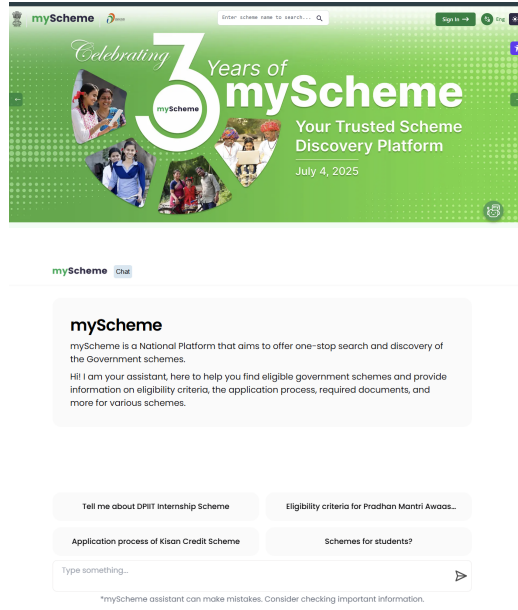 myScheme
Enter scheme name to search...
Sign In →
Eng
Celebrating
3
Years of
myScheme
myScheme
Your Trusted Scheme
Discovery Platform
July 4, 2025
myScheme Chat
myScheme
myScheme is a National Platform that aims to offer one-stop search and discovery of
the Government schemes.
Hi! I am your assistant, here to help you find eligible government schemes and provide
information on eligibility criteria, the application process, required documents, and
more for various schemes.
Tell me about DPIIT Internship Scheme
Eligibility criteria for Pradhan Mantri Awaas...
Application process of Kisan Credit Scheme
Schemes for students?
Type something...
*myScheme assistant can make mistakes. Consider checking important information.